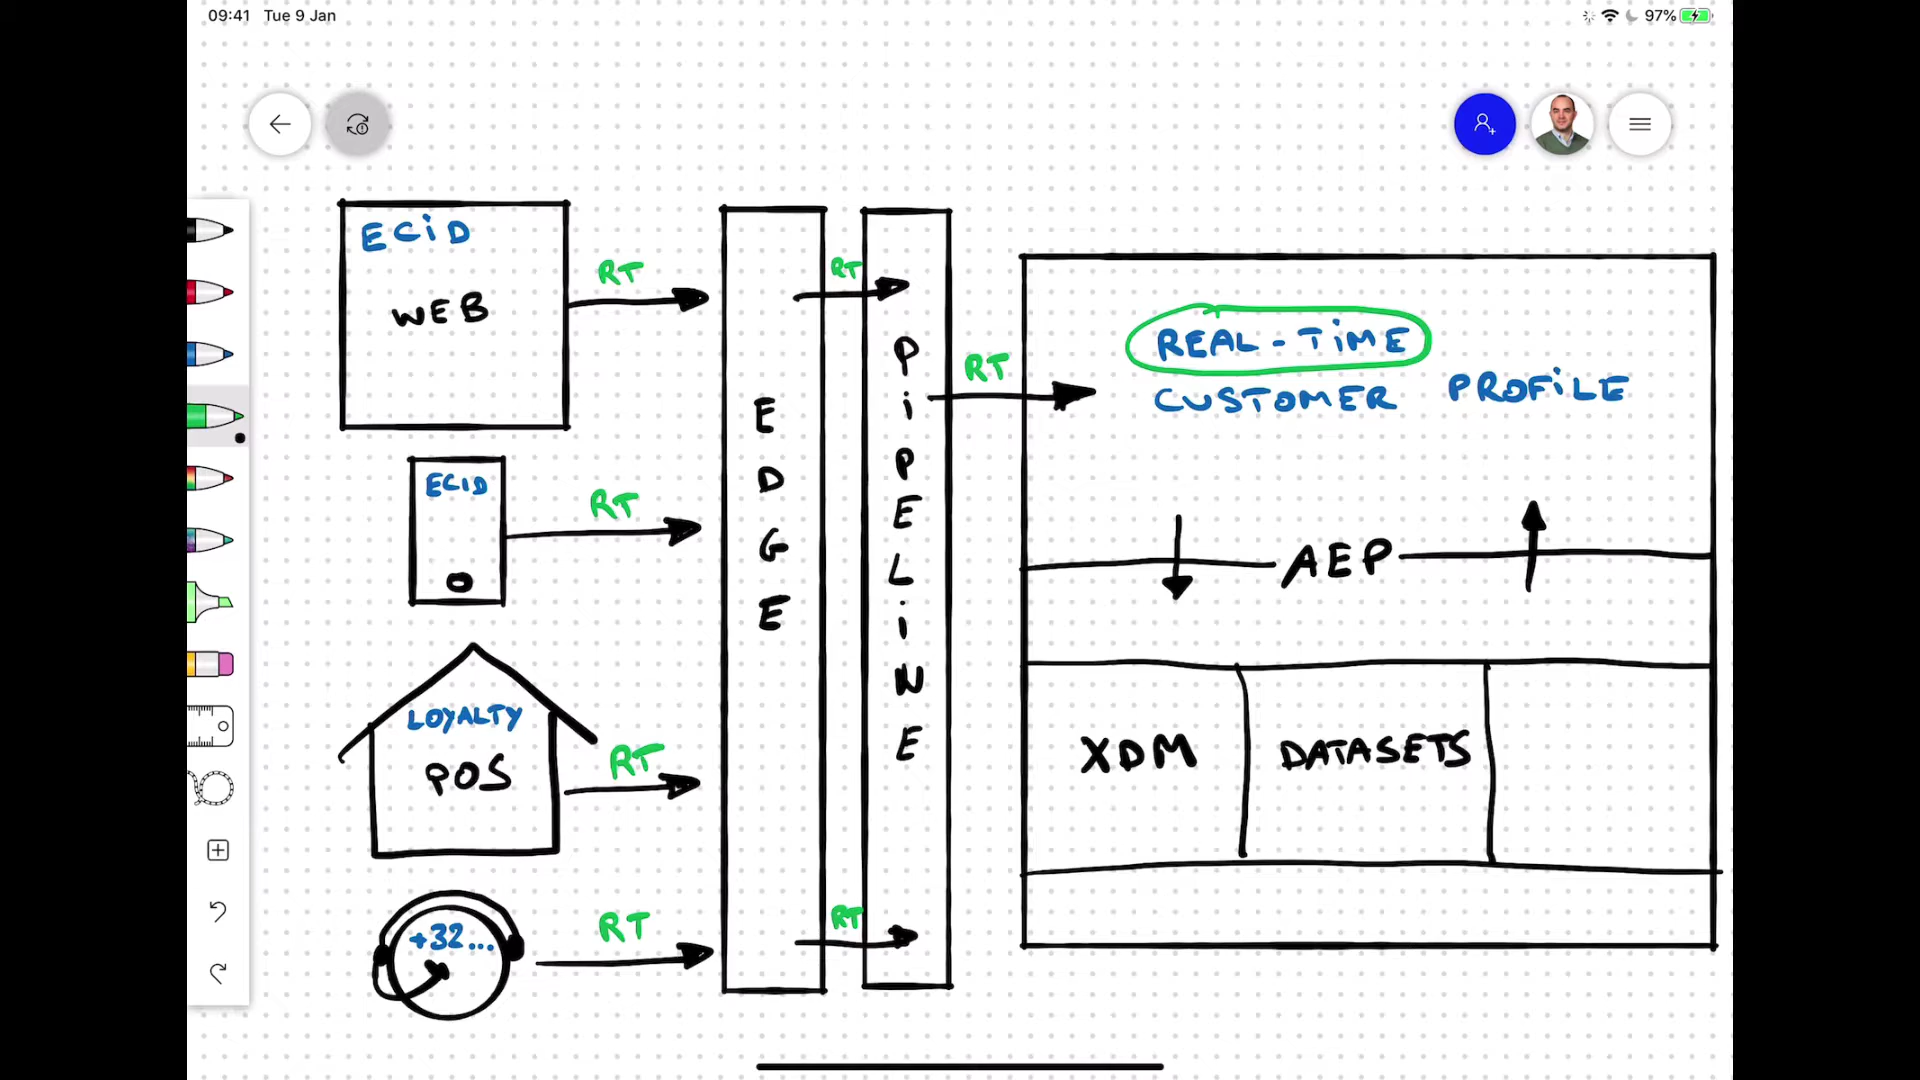 09:41 Tue 9 Jan
97%
ECiD
WEB
RT
RT
ECID
RT
LOYALTY
POS
RT
+32...
RT
RT
EDGE
PiPELiNE
RT
REAL-TiME
CUSTOMER PROFiLE
AEP
XDM
DATASETS